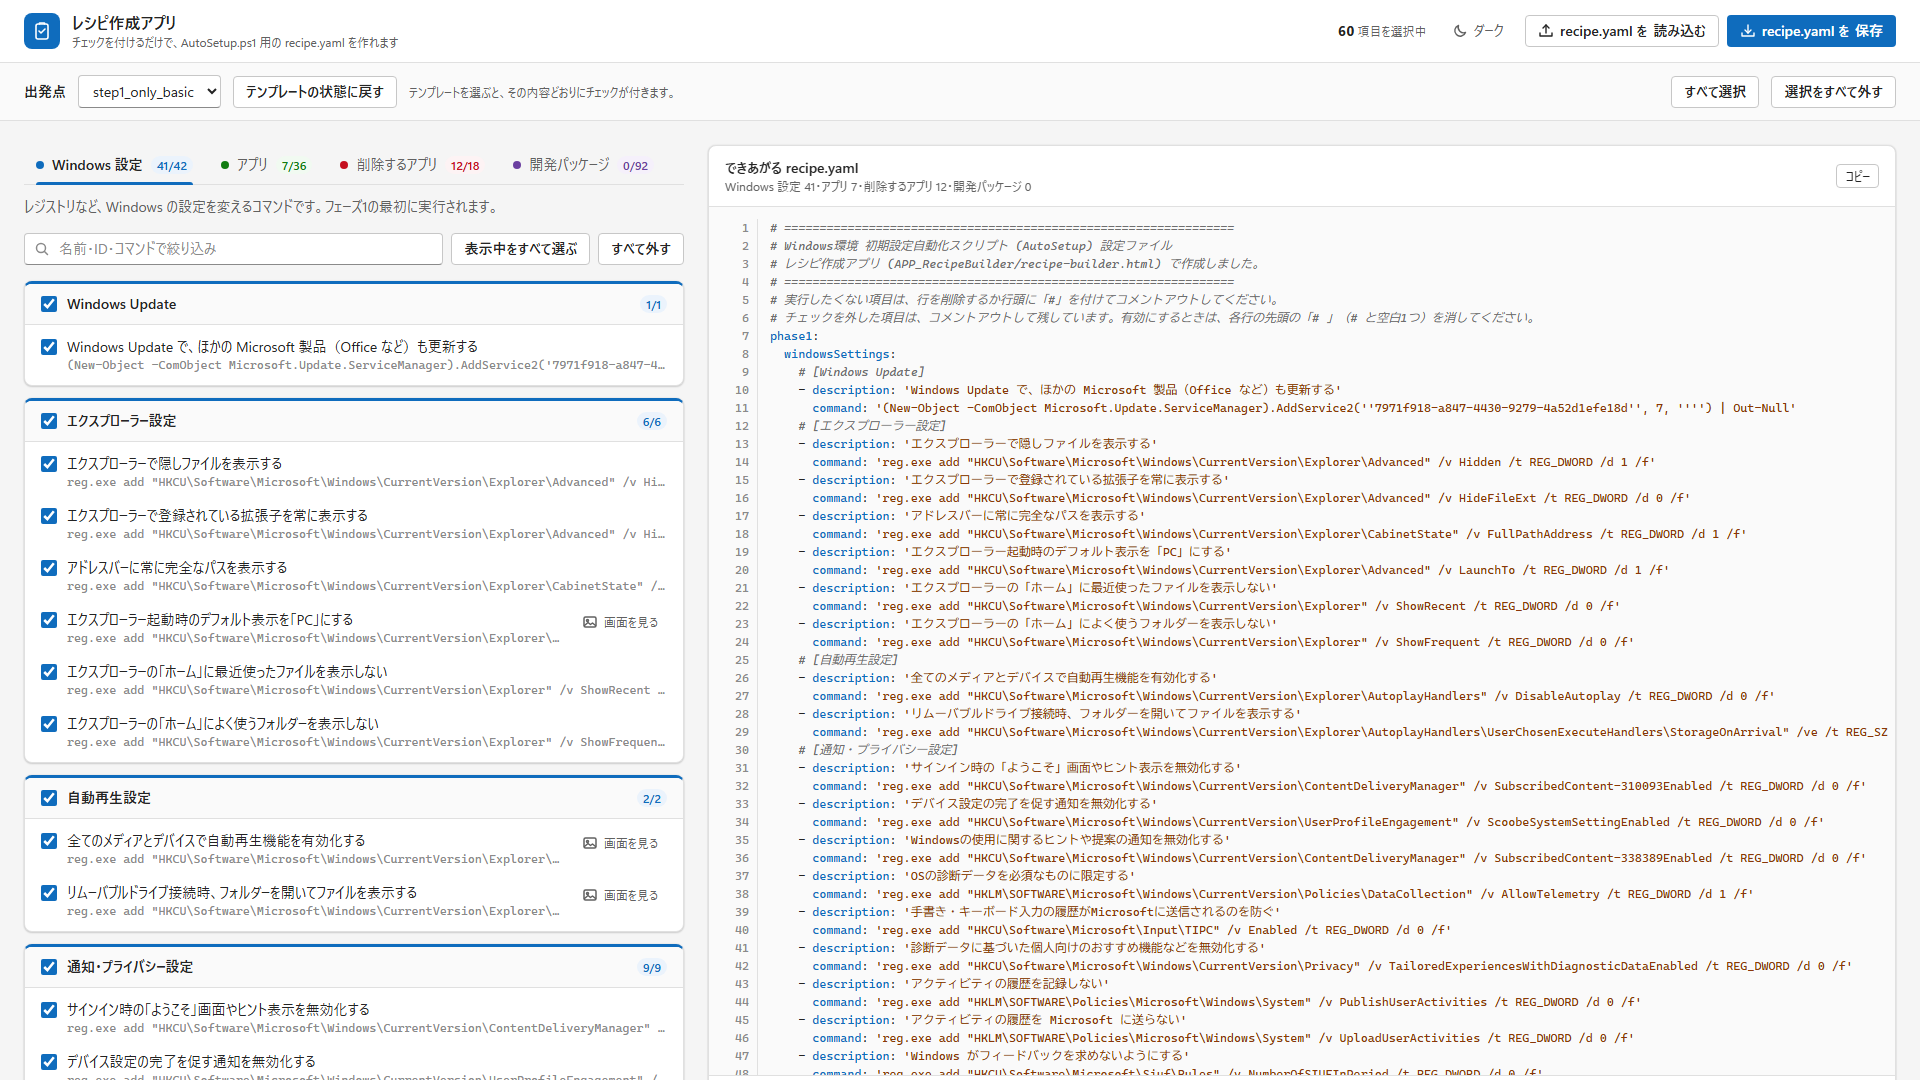 レシピ作成アプリ
チェックを付けるだけで、AutoSetup.ps1 用の recipe.yaml を作れます
60 項目を選択中
ダーク
recipe.yaml を 読み込む
recipe.yaml を 保存
出発点
step1_only_basic
テンプレートの状態に戻す
テンプレートを選ぶと、その内容どおりにチェックが付きます。
すべて選択
選択をすべて外す
Windows 設定 41/42
アプリ 7/36
削除するアプリ 12/18
開発パッケージ 0/92
レジストリなど、Windows の設定を変えるコマンドです。フェーズ1の最初に実行されます。
名前・ID・コマンドで絞り込み
表示中をすべて選ぶ
すべて外す
Windows Update 1/1
Windows Update で、ほかの Microsoft 製品（Office など）も更新する
(New-Object -ComObject Microsoft.Update.ServiceManager).AddService2('7971f918-a847-4…
エクスプローラー設定 6/6
エクスプローラーで隠しファイルを表示する
reg.exe add "HKCU\Software\Microsoft\Windows\CurrentVersion\Explorer\Advanced" /v Hi…
エクスプローラーで登録されている拡張子を常に表示する
reg.exe add "HKCU\Software\Microsoft\Windows\CurrentVersion\Explorer\Advanced" /v Hi…
アドレスバーに常に完全なパスを表示する
reg.exe add "HKCU\Software\Microsoft\Windows\CurrentVersion\Explorer\CabinetState" /…
エクスプローラー起動時のデフォルト表示を「PC」にする
画面を見る
reg.exe add "HKCU\Software\Microsoft\Windows\CurrentVersion\Explorer\…
エクスプローラーの「ホーム」に最近使ったファイルを表示しない
reg.exe add "HKCU\Software\Microsoft\Windows\CurrentVersion\Explorer" /v ShowRecent …
エクスプローラーの「ホーム」によく使うフォルダーを表示しない
reg.exe add "HKCU\Software\Microsoft\Windows\CurrentVersion\Explorer" /v ShowFrequen…
自動再生設定 2/2
全てのメディアとデバイスで自動再生機能を有効化する
画面を見る
reg.exe add "HKCU\Software\Microsoft\Windows\CurrentVersion\Explorer\…
リムーバブルドライブ接続時、フォルダーを開いてファイルを表示する
画面を見る
reg.exe add "HKCU\Software\Microsoft\Windows\CurrentVersion\Explorer\…
通知・プライバシー設定 9/9
サインイン時の「ようこそ」画面やヒント表示を無効化する
reg.exe add "HKCU\Software\Microsoft\Windows\CurrentVersion\ContentDeliveryManager" …
デバイス設定の完了を促す通知を無効化する
できあがる recipe.yaml
Windows 設定 41・アプリ 7・削除するアプリ 12・開発パッケージ 0
コピー
1 # ================================================================
2 # Windows環境 初期設定自動化スクリプト (AutoSetup) 設定ファイル
3 # レシピ作成アプリ (APP_RecipeBuilder/recipe-builder.html) で作成しました。
4 # ================================================================
5 # 実行したくない項目は、行を削除するか行頭に「#」を付けてコメントアウトしてください。
6 # チェックを外した項目は、コメントアウトして残しています。有効にするときは、各行の先頭の「# 」（# と空白1つ）を消してください。
7 phase1:
8 windowsSettings:
9 # [Windows Update]
10 - description: 'Windows Update で、ほかの Microsoft 製品（Office など）も更新する'
11 command: '(New-Object -ComObject Microsoft.Update.ServiceManager).AddService2(''7971f918-a847-4430-9279-4a52d1efe18d'', 7, '''') | Out-Null'
12 # [エクスプローラー設定]
13 - description: 'エクスプローラーで隠しファイルを表示する'
14 command: 'reg.exe add "HKCU\Software\Microsoft\Windows\CurrentVersion\Explorer\Advanced" /v Hidden /t REG_DWORD /d 1 /f'
15 - description: 'エクスプローラーで登録されている拡張子を常に表示する'
16 command: 'reg.exe add "HKCU\Software\Microsoft\Windows\CurrentVersion\Explorer\Advanced" /v HideFileExt /t REG_DWORD /d 0 /f'
17 - description: 'アドレスバーに常に完全なパスを表示する'
18 command: 'reg.exe add "HKCU\Software\Microsoft\Windows\CurrentVersion\Explorer\CabinetState" /v FullPathAddress /t REG_DWORD /d 1 /f'
19 - description: 'エクスプローラー起動時のデフォルト表示を「PC」にする'
20 command: 'reg.exe add "HKCU\Software\Microsoft\Windows\CurrentVersion\Explorer\Advanced" /v LaunchTo /t REG_DWORD /d 1 /f'
21 - description: 'エクスプローラーの「ホーム」に最近使ったファイルを表示しない'
22 command: 'reg.exe add "HKCU\Software\Microsoft\Windows\CurrentVersion\Explorer" /v ShowRecent /t REG_DWORD /d 0 /f'
23 - description: 'エクスプローラーの「ホーム」によく使うフォルダーを表示しない'
24 command: 'reg.exe add "HKCU\Software\Microsoft\Windows\CurrentVersion\Explorer" /v ShowFrequent /t REG_DWORD /d 0 /f'
25 # [自動再生設定]
26 - description: '全てのメディアとデバイスで自動再生機能を有効化する'
27 command: 'reg.exe add "HKCU\Software\Microsoft\Windows\CurrentVersion\Explorer\AutoplayHandlers" /v DisableAutoplay /t REG_DWORD /d 0 /f'
28 - description: 'リムーバブルドライブ接続時、フォルダーを開いてファイルを表示する'
29 command: 'reg.exe add "HKCU\Software\Microsoft\Windows\CurrentVersion\Explorer\AutoplayHandlers\UserChosenExecuteHandlers\StorageOnArrival" /ve /t REG_SZ
30 # [通知・プライバシー設定]
31 - description: 'サインイン時の「ようこそ」画面やヒント表示を無効化する'
32 command: 'reg.exe add "HKCU\Software\Microsoft\Windows\CurrentVersion\ContentDeliveryManager" /v SubscribedContent-310093Enabled /t REG_DWORD /d 0 /f'
33 - description: 'デバイス設定の完了を促す通知を無効化する'
34 command: 'reg.exe add "HKCU\Software\Microsoft\Windows\CurrentVersion\UserProfileEngagement" /v ScoobeSystemSettingEnabled /t REG_DWORD /d 0 /f'
35 - description: 'Windowsの使用に関するヒントや提案の通知を無効化する'
36 command: 'reg.exe add "HKCU\Software\Microsoft\Windows\CurrentVersion\ContentDeliveryManager" /v SubscribedContent-338389Enabled /t REG_DWORD /d 0 /f'
37 - description: 'OSの診断データを必須なものに限定する'
38 command: 'reg.exe add "HKLM\SOFTWARE\Microsoft\Windows\CurrentVersion\Policies\DataCollection" /v AllowTelemetry /t REG_DWORD /d 1 /f'
39 - description: '手書き・キーボード入力の履歴がMicrosoftに送信されるのを防ぐ'
40 command: 'reg.exe add "HKCU\Software\Microsoft\Input\TIPC" /v Enabled /t REG_DWORD /d 0 /f'
41 - description: '診断データに基づいた個人向けのおすすめ機能などを無効化する'
42 command: 'reg.exe add "HKCU\Software\Microsoft\Windows\CurrentVersion\Privacy" /v TailoredExperiencesWithDiagnosticDataEnabled /t REG_DWORD /d 0 /f'
43 - description: 'アクティビティの履歴を記録しない'
44 command: 'reg.exe add "HKLM\SOFTWARE\Policies\Microsoft\Windows\System" /v PublishUserActivities /t REG_DWORD /d 0 /f'
45 - description: 'アクティビティの履歴を Microsoft に送らない'
46 command: 'reg.exe add "HKLM\SOFTWARE\Policies\Microsoft\Windows\System" /v UploadUserActivities /t REG_DWORD /d 0 /f'
47 - description: 'Windows がフィードバックを求めないようにする'
48 command: 'reg.exe add "HKCU\Software\Microsoft\Siuf\Rules" /v NumberOfSIUFInPeriod /t REG_DWORD /d 0 /f'